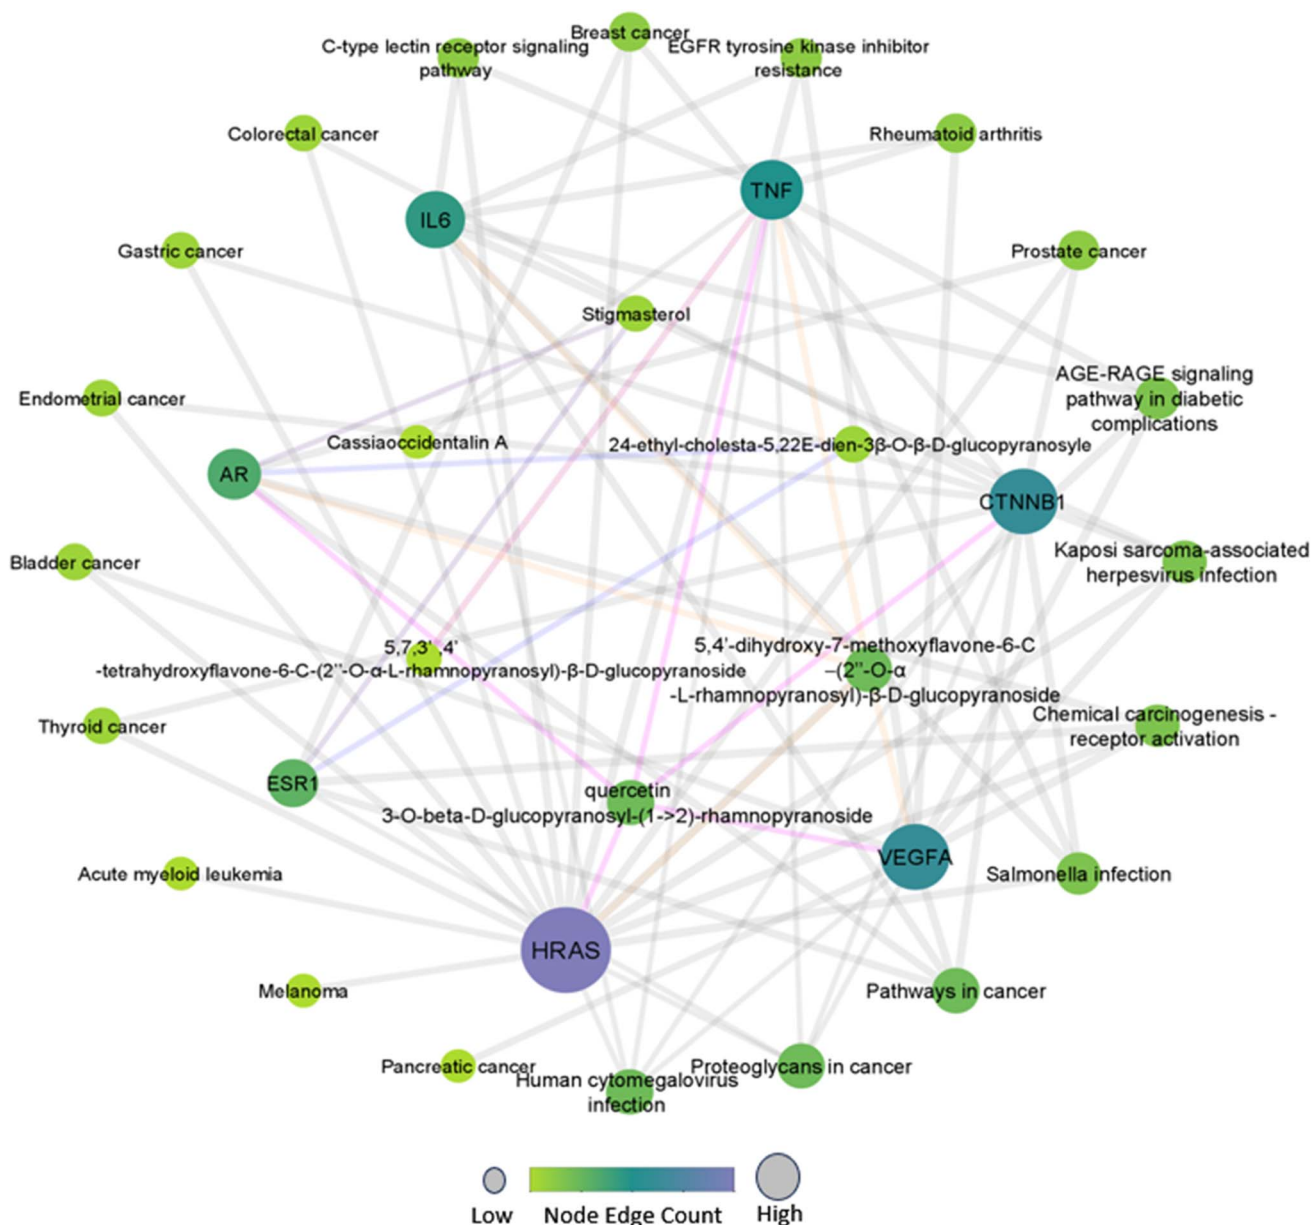 Breast cancer
C-type lectin receptor signaling
pathway
EGFR tyrosine kinase inhibitor
resistance
Colorectal cancer
Rheumatoid arthritis
TNF
IL6
Gastric cancer
Prostate cancer
Stigmasterol
AGE-RAGE signaling
pathway in diabetic
complications
Endometrial cancer
Cassiaoccidentalin A
24-ethyl-cholesta-5,22E-dien-3β-O-β-D-glucopyranosyle
AR
CTNNB1
Bladder cancer
Kaposi sarcoma-associated
herpesvirus infection
5,7,3',4'
-tetrahydroxyflavone-6-C-(2''-O-α-L-rhamnopyranosyl)-β-D-glucopyranoside
5,4'-dihydroxy-7-methoxyflavone-6-C
–(2''-O-α
-L-rhamnopyranosyl)-β-D-glucopyranoside
Thyroid cancer
Chemical carcinogenesis -
receptor activation
ESR1
quercetin
3-O-beta-D-glucopyranosyl-(1->2)-rhamnopyranoside
VEGFA
Acute myeloid leukemia
Salmonella infection
HRAS
Melanoma
Pathways in cancer
Pancreatic cancer
Human cytomegalovirus
infection
Proteoglycans in cancer
Low Node Edge Count High